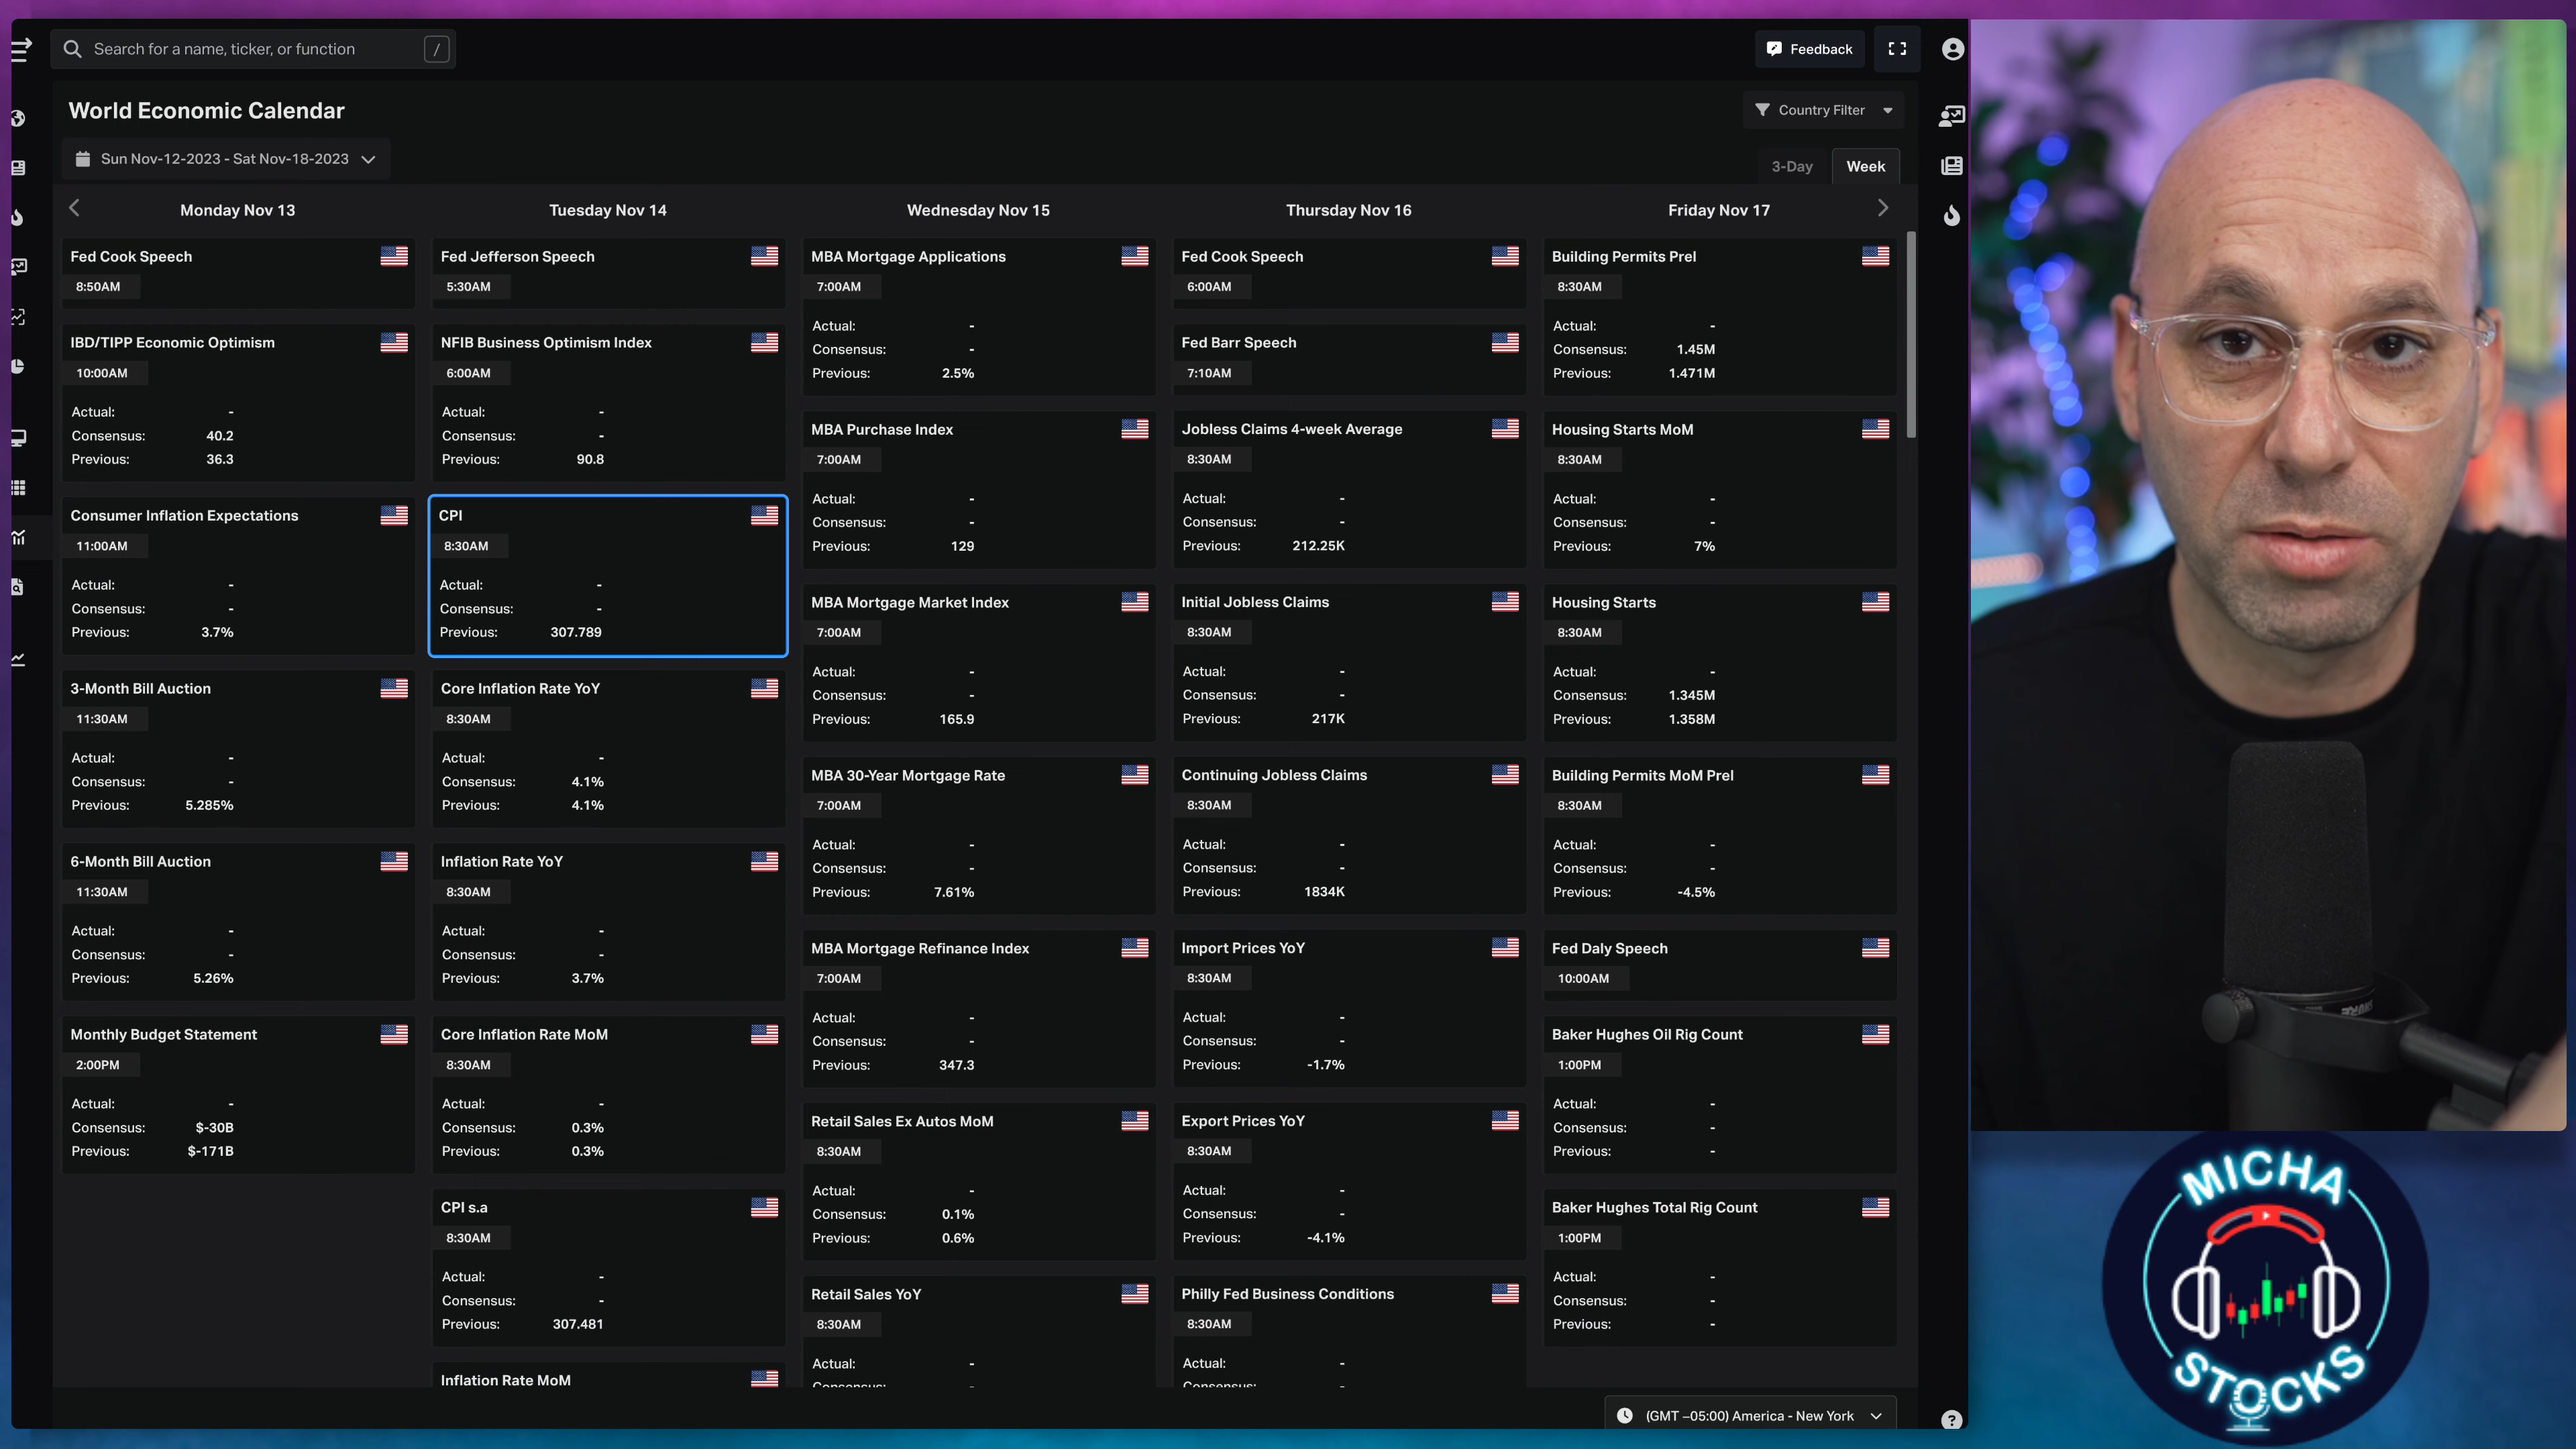 Search for a name, ticker, or function
/
Feedback
World Economic Calendar
Country Filter
Sun Nov-12-2023 - Sat Nov-18-2023
3-Day
Week
Monday Nov 13
Fed Cook Speech
8:50AM
IBD/TIPP Economic Optimism
10:00AM
Actual: -
Consensus: 40.2
Previous: 36.3
Consumer Inflation Expectations
11:00AM
Actual: -
Consensus: -
Previous: 3.7%
3-Month Bill Auction
11:30AM
Actual: -
Consensus: -
Previous: 5.285%
6-Month Bill Auction
11:30AM
Actual: -
Consensus: -
Previous: 5.26%
Monthly Budget Statement
2:00PM
Actual: -
Consensus: $-30B
Previous: $-171B
Tuesday Nov 14
Fed Jefferson Speech
5:30AM
NFIB Business Optimism Index
6:00AM
Actual: -
Consensus: -
Previous: 90.8
CPI
8:30AM
Actual: -
Consensus: -
Previous: 307.789
Core Inflation Rate YoY
8:30AM
Actual: -
Consensus: 4.1%
Previous: 4.1%
Inflation Rate YoY
8:30AM
Actual: -
Consensus: -
Previous: 3.7%
Core Inflation Rate MoM
8:30AM
Actual: -
Consensus: 0.3%
Previous: 0.3%
CPI s.a
8:30AM
Actual: -
Consensus: -
Previous: 307.481
Inflation Rate MoM
Wednesday Nov 15
MBA Mortgage Applications
7:00AM
Actual: -
Consensus: -
Previous: 2.5%
MBA Purchase Index
7:00AM
Actual: -
Consensus: -
Previous: 129
MBA Mortgage Market Index
7:00AM
Actual: -
Consensus: -
Previous: 165.9
MBA 30-Year Mortgage Rate
7:00AM
Actual: -
Consensus: -
Previous: 7.61%
MBA Mortgage Refinance Index
7:00AM
Actual: -
Consensus: -
Previous: 347.3
Retail Sales Ex Autos MoM
8:30AM
Actual: -
Consensus: 0.1%
Previous: 0.6%
Retail Sales YoY
8:30AM
Actual: -
Consensus: -
Thursday Nov 16
Fed Cook Speech
6:00AM
Fed Barr Speech
7:10AM
Jobless Claims 4-week Average
8:30AM
Actual: -
Consensus: -
Previous: 212.25K
Initial Jobless Claims
8:30AM
Actual: -
Consensus: -
Previous: 217K
Continuing Jobless Claims
8:30AM
Actual: -
Consensus: -
Previous: 1834K
Import Prices YoY
8:30AM
Actual: -
Consensus: -
Previous: -1.7%
Export Prices YoY
8:30AM
Actual: -
Consensus: -
Previous: -4.1%
Philly Fed Business Conditions
8:30AM
Actual: -
Consensus: -
Friday Nov 17
Building Permits Prel
8:30AM
Actual: -
Consensus: 1.45M
Previous: 1.471M
Housing Starts MoM
8:30AM
Actual: -
Consensus: -
Previous: 7%
Housing Starts
8:30AM
Actual: -
Consensus: 1.345M
Previous: 1.358M
Building Permits MoM Prel
8:30AM
Actual: -
Consensus: -
Previous: -4.5%
Fed Daly Speech
10:00AM
Baker Hughes Oil Rig Count
1:00PM
Actual: -
Consensus: -
Previous: -
Baker Hughes Total Rig Count
1:00PM
Actual: -
Consensus: -
Previous: -
(GMT –05:00) America - New York
?
MICHA
STOCKS